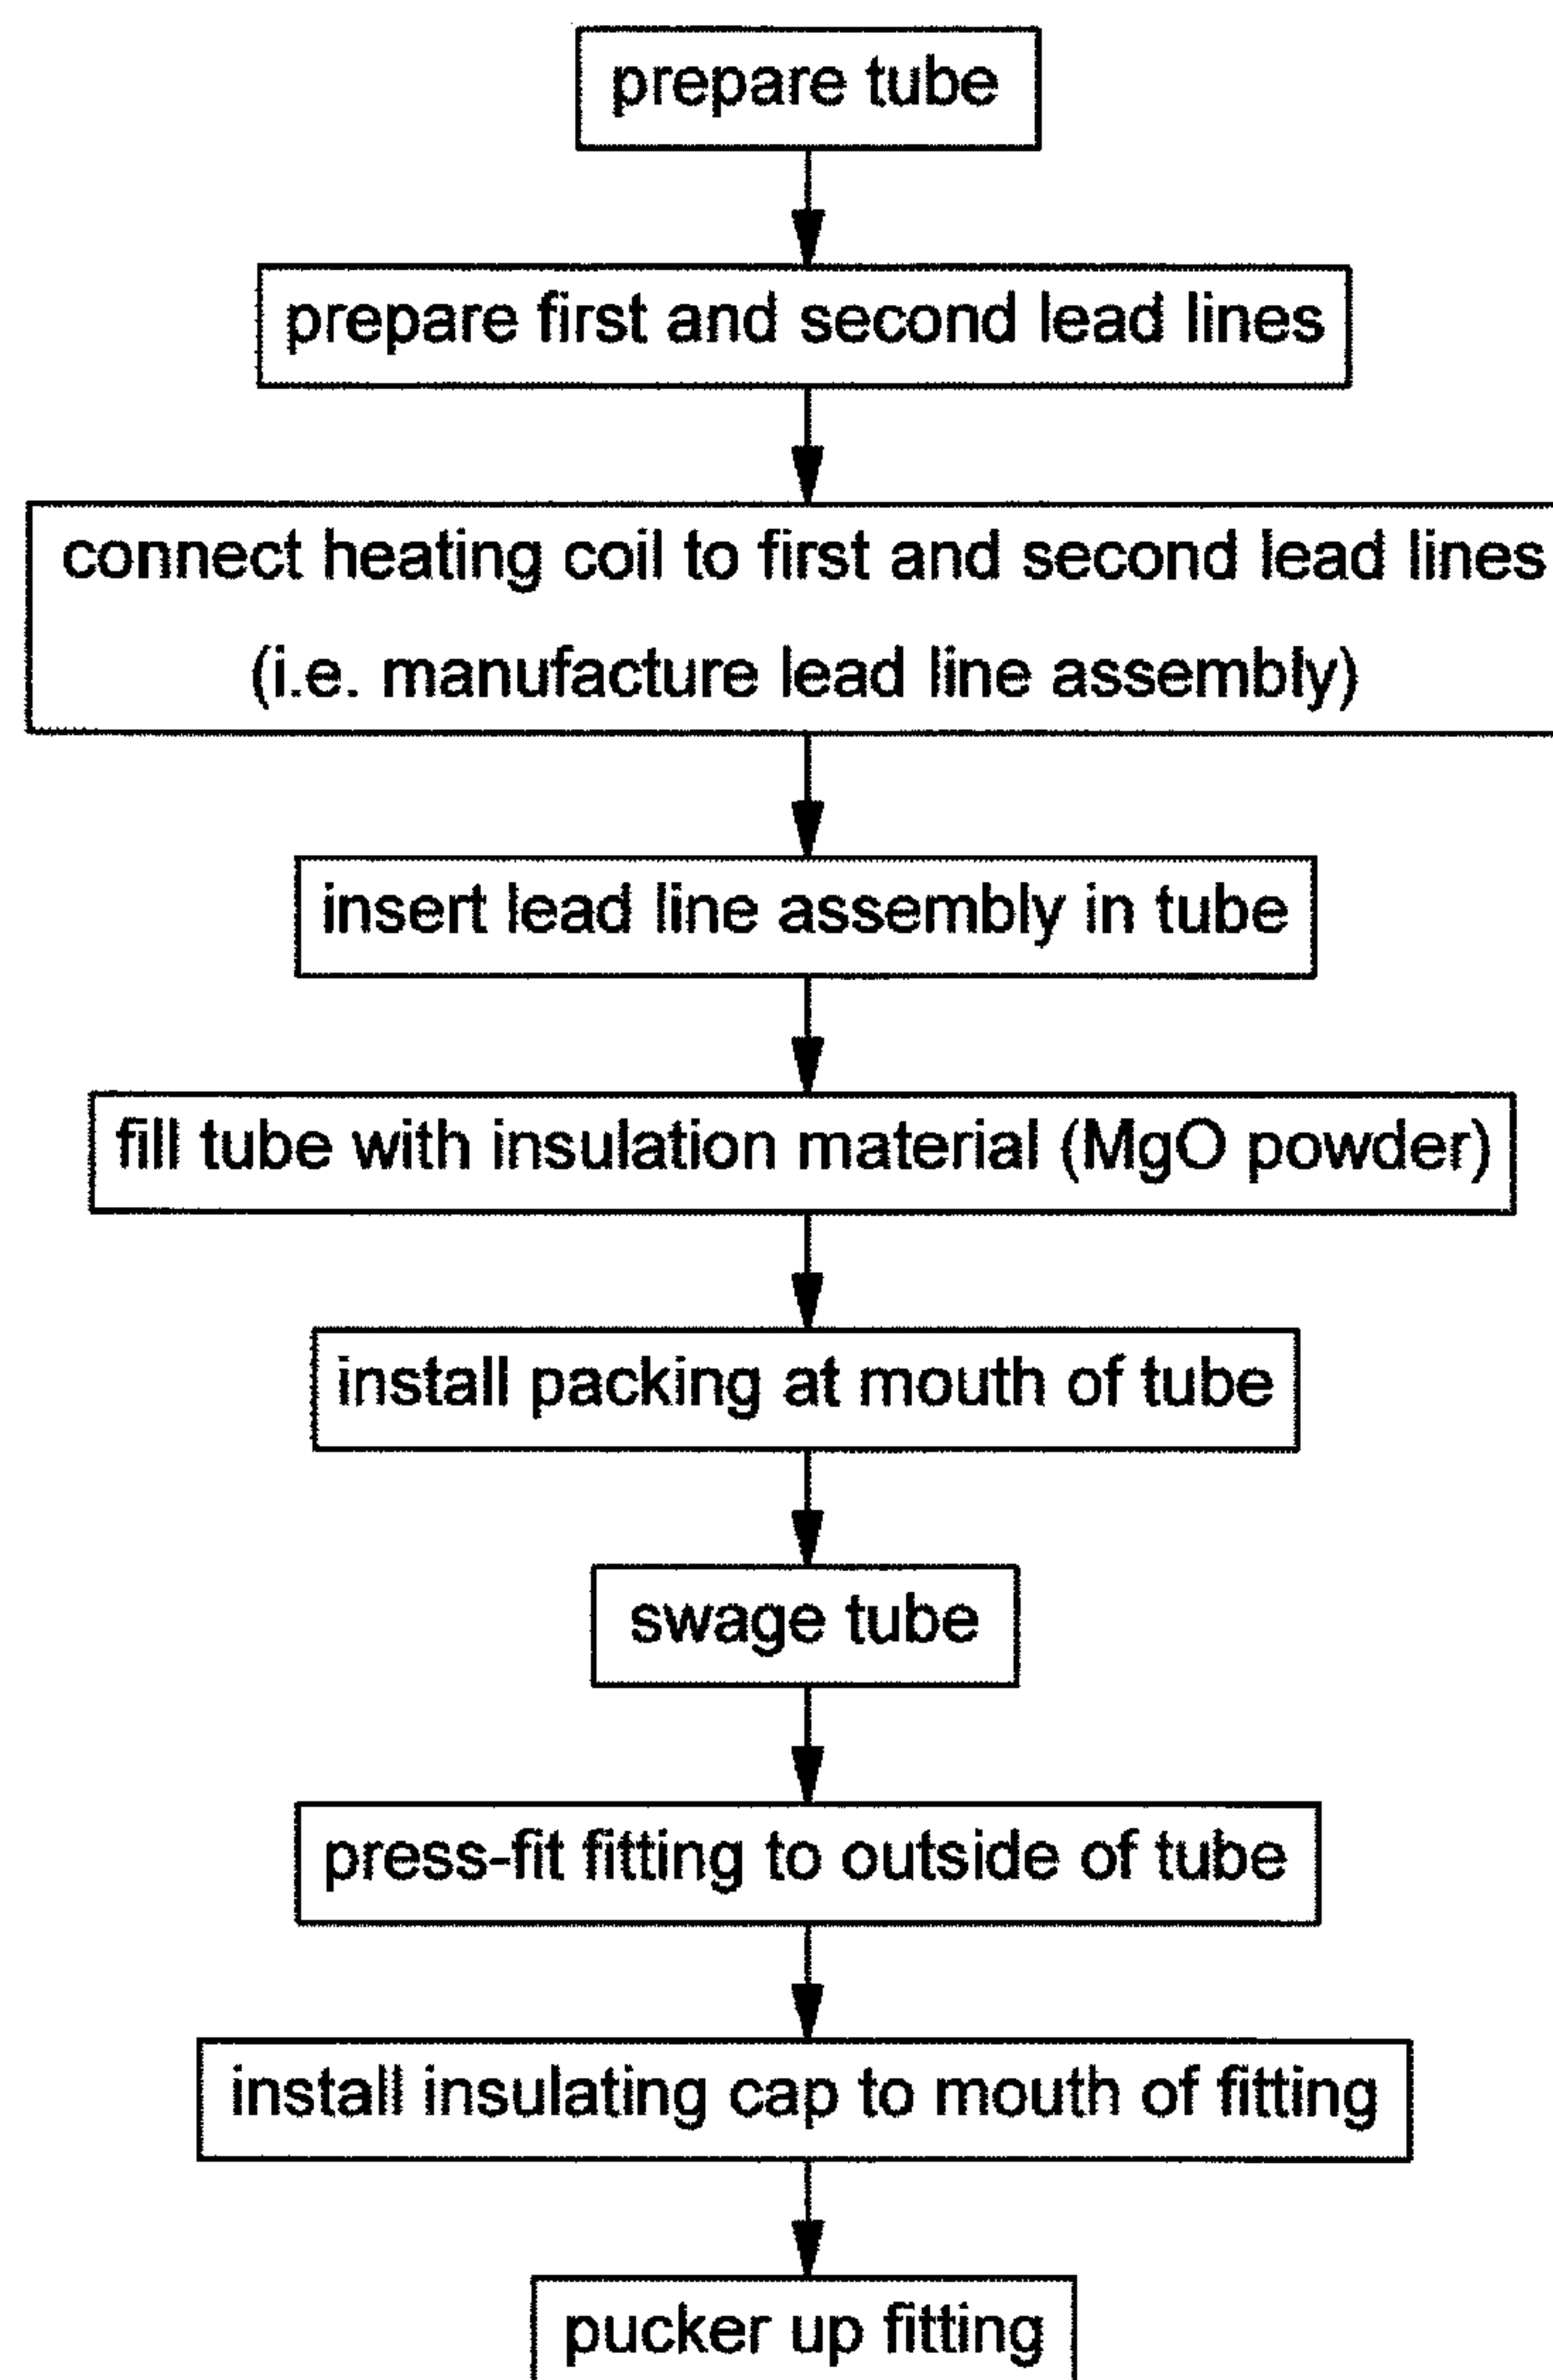 prepare tube
prepare first and second lead lines
connect heating coil to first and second lead lines
(i.e. manufacture lead line assembly)
insert lead line assembly in tube
fill tube with insulation material (MgO powder)
install packing at mouth of tube
swage tube
press-fit fitting to outside of tube
install insulating cap to mouth of fitting
pucker up fitting